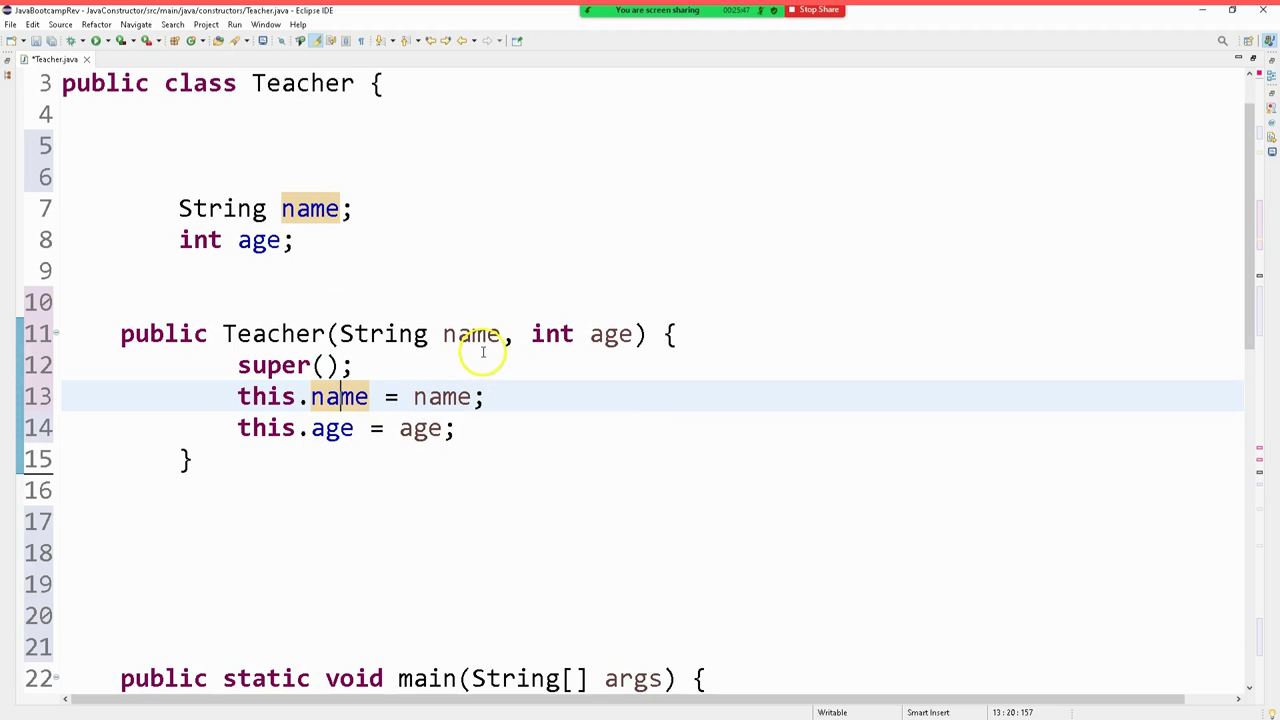 JavaBootcampRev - JavaConstructor/src/main/java/constructors/Teacher.java - Eclipse IDE
You are screen sharing
25:47
Stop Share
File Edit Source Refactor Navigate Search Project Run Window Help
*Teacher.java
3 public class Teacher {
4
5
6
7 String name;
8 int age;
9
10
11 public Teacher(String name, int age) {
12 super();
13 this.name = name;
14 this.age = age;
15 }
16
17
18
19
20
21
22 public static void main(String[] args) {
Writable Smart Insert 13 : 20 : 157